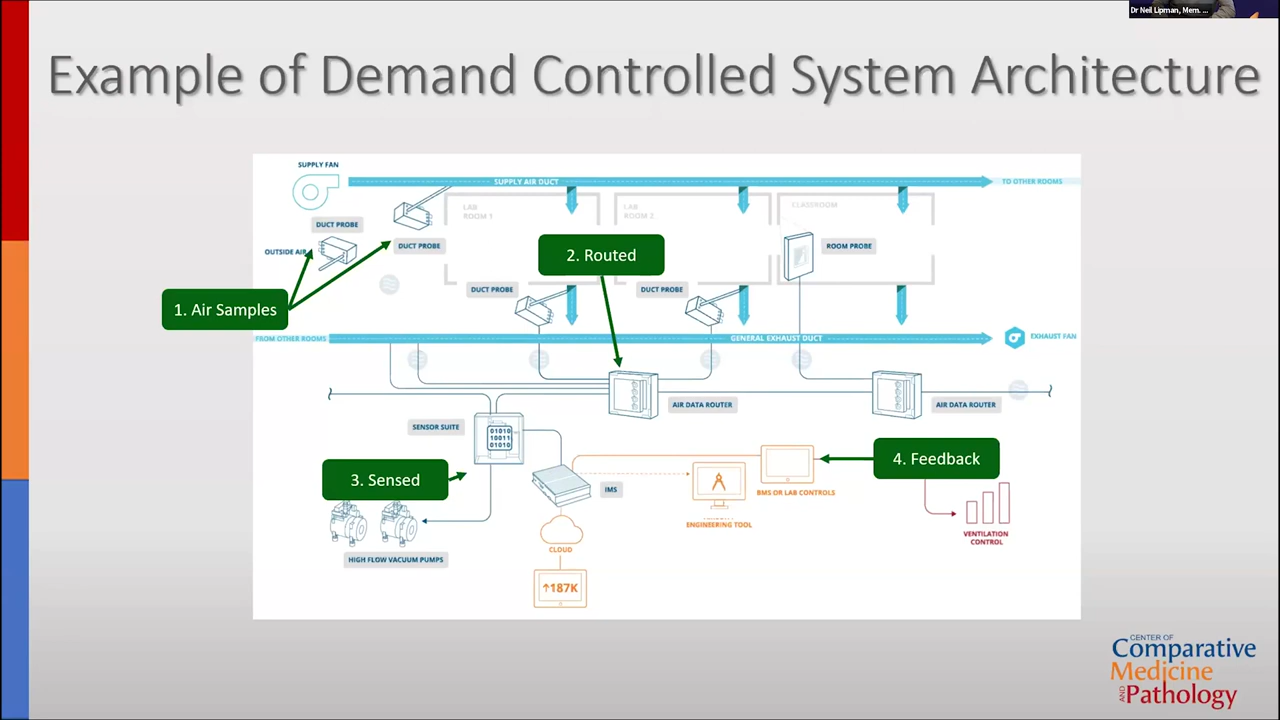 Dr Neil Lipman, Mem. ...
Example of Demand Controlled System Architecture
SUPPLY FAN
SUPPLY AIR DUCT
TO OTHER ROOMS
LAB
ROOM 1
LAB
ROOM 2
CLASSROOM
DUCT PROBE
OUTSIDE AIR
DUCT PROBE
2. Routed
ROOM PROBE
DUCT PROBE
DUCT PROBE
1. Air Samples
FROM OTHER ROOMS
GENERAL EXHAUST DUCT
EXHAUST FAN
AIR DATA ROUTER
AIR DATA ROUTER
SENSOR SUITE
01010
10011
01010
3. Sensed
4. Feedback
IMS
BMS OR LAB CONTROLS
ENGINEERING TOOL
VENTILATION
CONTROL
HIGH FLOW VACUUM PUMPS
CLOUD
↑187K
CENTER OF
Comparative
Medicine
AND Pathology